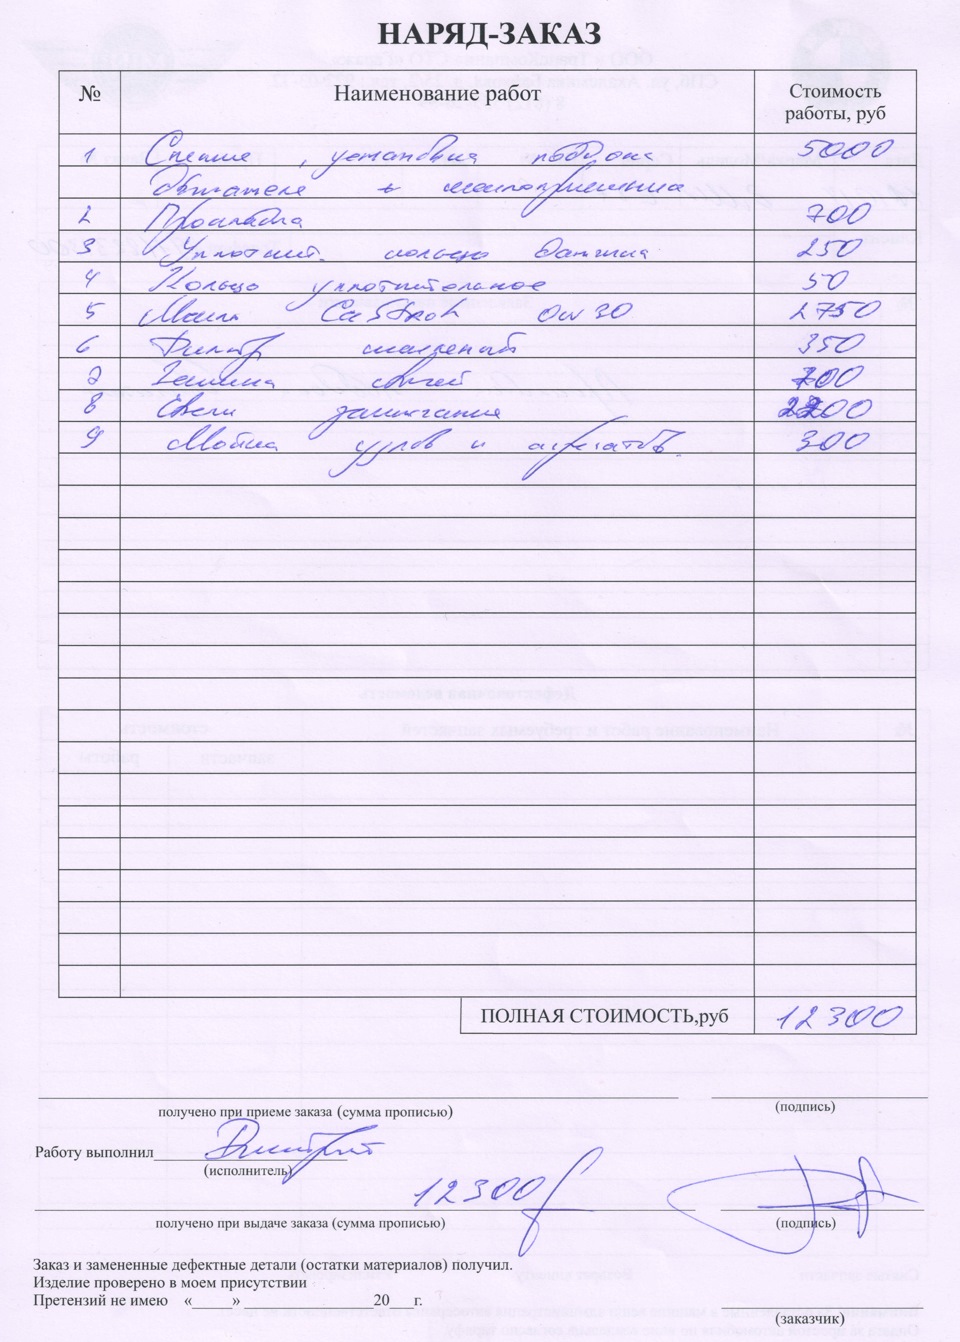 НАРЯД-ЗАКАЗ
№ Наименование работ Стоимость работы, руб
1 Снятие, установка поддона 5000
двигателя + маслоприемника
2 Прокладка 700
3 Уплотнит. кольцо датчика 250
4 Кольцо уплотнительное 50
5 Масло Castrol 0w30 2750
6 Фильтр масляный 350
7 Замена свечей 700
8 Свечи зажигания 2200
9 Мойка узлов и агрегатов. 300
ПОЛНАЯ СТОИМОСТЬ,руб 12300
получено при приеме заказа (сумма прописью) (подпись)
Работу выполнил Дмитрий
(исполнитель)
12300
получено при выдаче заказа (сумма прописью) (подпись)
Заказ и замененные дефектные детали (остатки материалов) получил.
Изделие проверено в моем присутствии
Претензий не имею «_____» 20__ г.
(заказчик)